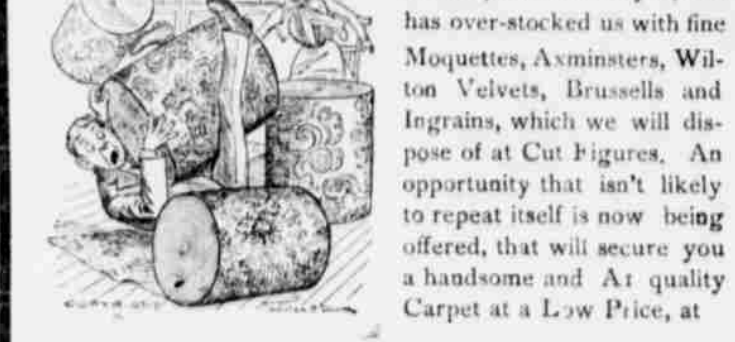 has over-stocked us with fine
Moquettes, Axminsters, Wil-
ton Velvets, Brussells and
Ingrains, which we will dis-
pose of at Cut Figures. An
opportunity that isn't likely
to repeat itself is now being
offered, that will secure you
a handsome and A1 quality
Carpet at a Low Price, at